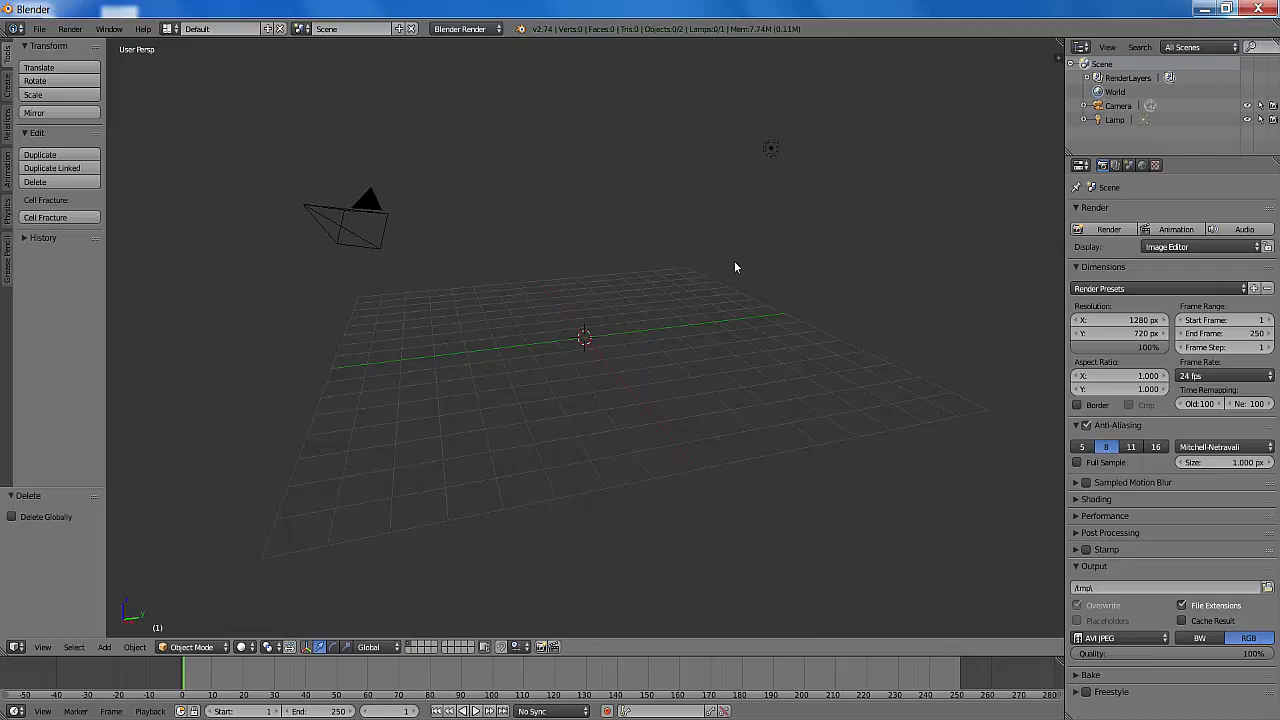 Blender
File Render Window Help Default Scene Blender Render v2.74 | Verts:0 | Faces:0 | Tris:0 | Objects:0/2 | Lamps:0/1 | Mem:7.74M (0.11M)
Tools
Create
Relations
Animation
Physics
Grease Pencil
Transform
Translate
Rotate
Scale
Mirror
Edit
Duplicate
Duplicate Linked
Delete
Cell Fracture:
Cell Fracture
History
Delete
Delete Globally
User Persp
Y
(1)
View Select Add Object Object Mode Global
View Search All Scenes
Scene
RenderLayers
World
Camera
Lamp
Scene
Render
Render Animation Audio
Display: Image Editor
Dimensions
Render Presets
Resolution: Frame Range:
X: 1280 px Start Frame: 1
Y: 720 px End Frame: 250
100% Frame Step: 1
Aspect Ratio: Frame Rate:
X: 1.000 24 fps
Y: 1.000 Time Remapping:
Border Crop Old: 100 Ne: 100
Anti-Aliasing
5 8 11 16 Mitchell-Netravali
Full Sample Size: 1.000 px
Sampled Motion Blur
Shading
Performance
Post Processing
Stamp
Output
/tmp\
Overwrite File Extensions
Placeholders Cache Result
AVI JPEG BW RGB
Quality: 100%
Bake
Freestyle
-50 -40 -30 -20 -10 0 10 20 30 40 50 60 70 80 90 100 110 120 130 140 150 160 170 180 190 200 210 220 230 240 250 260 270 280
View Marker Frame Playback Start: 1 End: 250 1 No Sync